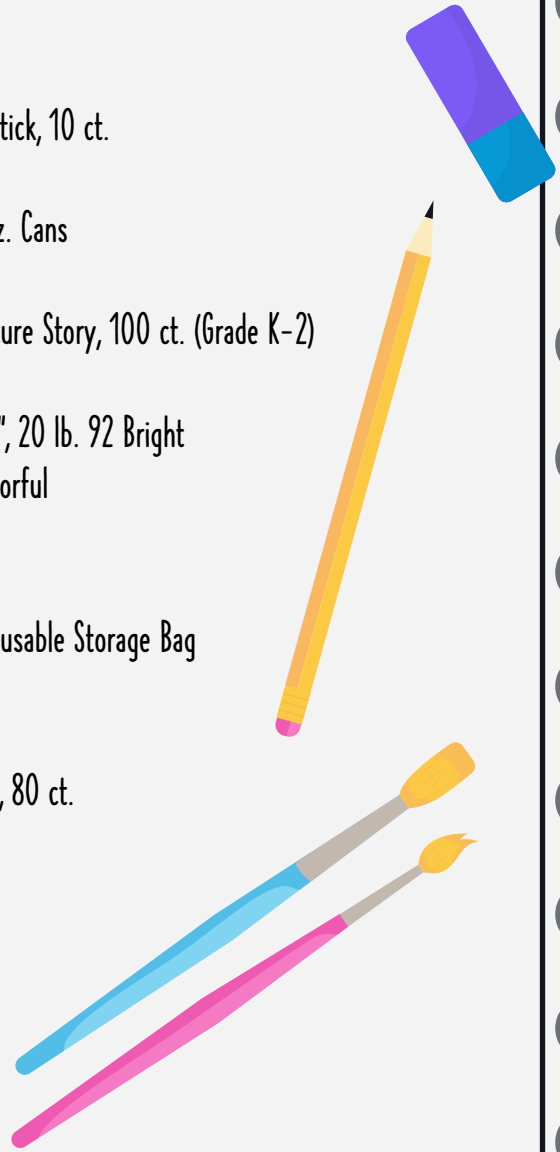 tick, 10 ct.
z. Cans
ure Story, 100 ct. (Grade K-2)
", 20 lb. 92 Bright
orful
usable Storage Bag
, 80 ct.